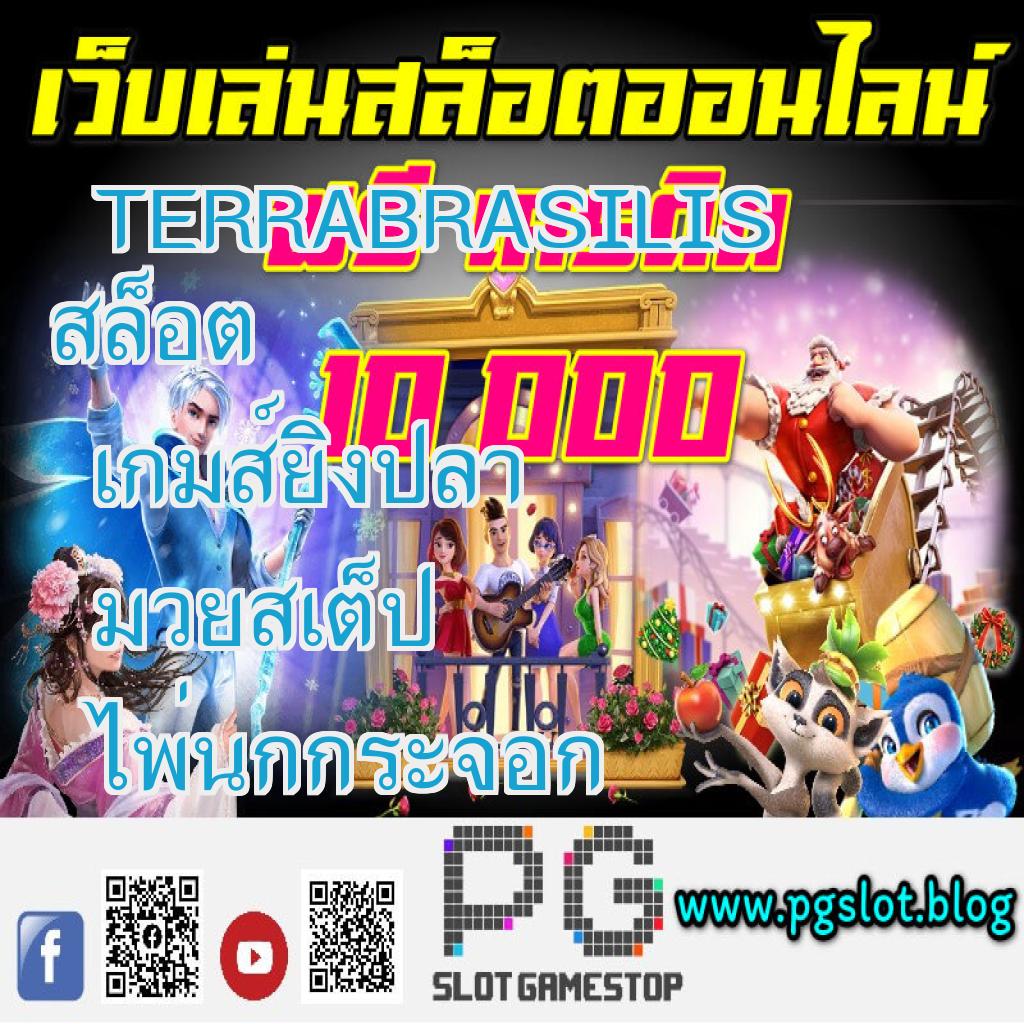 เว็บเล่นสล็อตออนไลน์
TERRABRASILIS
สล็อต
10,000
เกมส์ยิงปลา
มวยสเต็ป
ไพ่นกกระจอก
PG
SLOT GAMESTOP
www.pgslot.blog